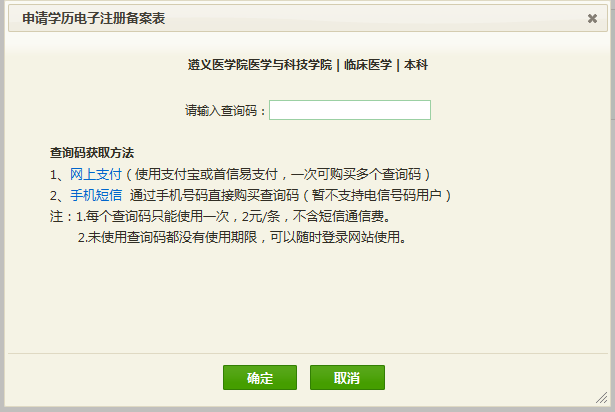 申请学历电子注册备案表
遵义医学院医学与科技学院 | 临床医学 | 本科
请输入查询码：
查询码获取方法
1、网上支付（使用支付宝或首信易支付，一次可购买多个查询码）
2、手机短信 通过手机号码直接购买查询码（暂不支持电信号码用户）
注：1.每个查询码只能使用一次，2元/条，不含短信通信费。
2.未使用查询码都没有使用期限，可以随时登录网站使用。
确定 取消